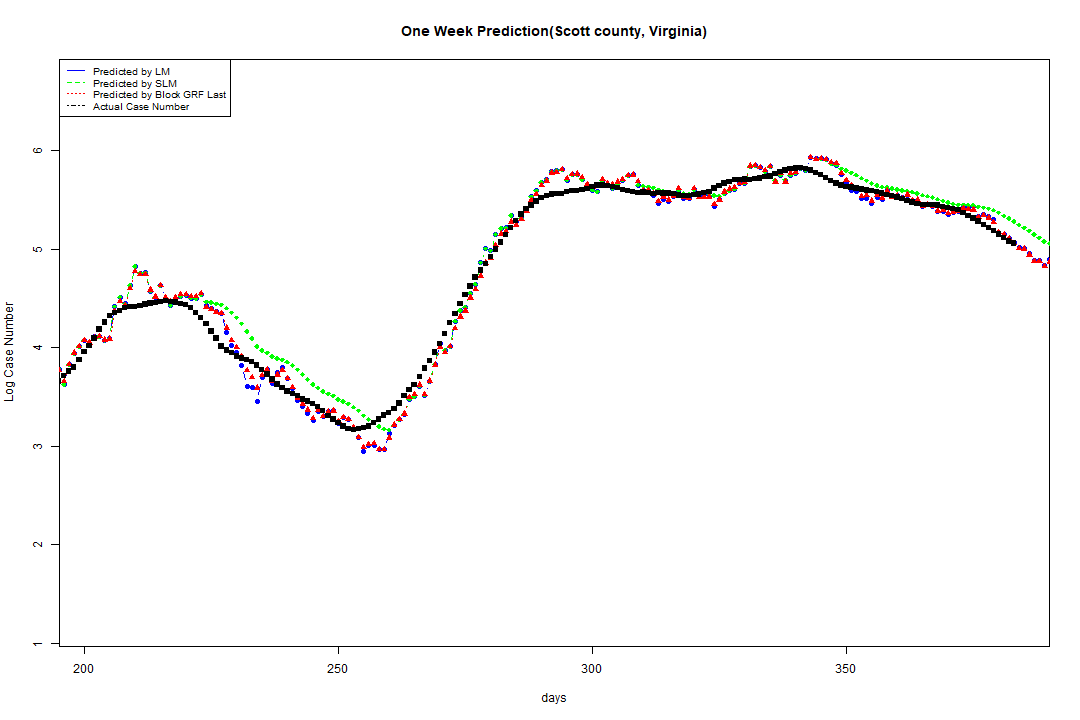 One Week Prediction(Scott county, Virginia)
Predicted by LM
Predicted by SLM
Predicted by Block GRF Last
Actual Case Number
6
5
4
3
2
1
Log Case Number
200
250
300
350
days